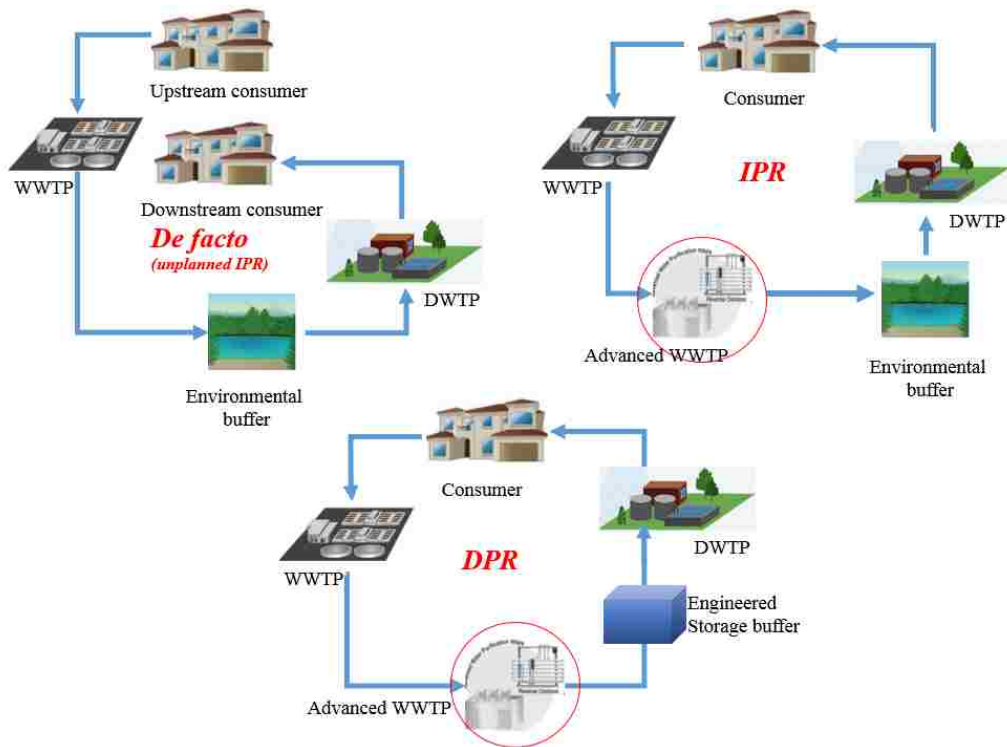 Upstream consumer
WWTP
Downstream consumer
De facto
(unplanned IPR)
DWTP
Environmental
buffer
Consumer
WWTP
IPR
DWTP
Advanced WWTP
Environmental
buffer
Consumer
WWTP
DPR
DWTP
Engineered
Storage buffer
Advanced WWTP